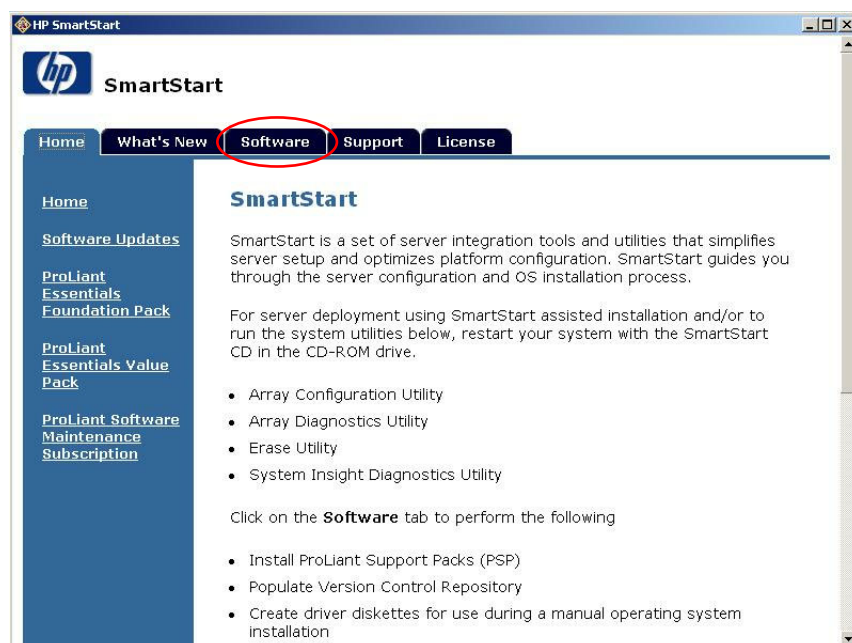 HP SmartStart
hp
SmartStart
Home
What's New
Software
Support
License
Home
Software Updates
ProLiant
Essentials
Foundation Pack
ProLiant
Essentials Value
Pack
ProLiant Software
Maintenance
Subscription
SmartStart
SmartStart is a set of server integration tools and utilities that simplifies
server setup and optimizes platform configuration. SmartStart guides you
through the server configuration and OS installation process.
For server deployment using SmartStart assisted installation and/or to
run the system utilities below, restart your system with the SmartStart
CD in the CD-ROM drive.
• Array Configuration Utility
• Array Diagnostics Utility
• Erase Utility
• System Insight Diagnostics Utility
Click on the Software tab to perform the following
• Install ProLiant Support Packs (PSP)
• Populate Version Control Repository
• Create driver diskettes for use during a manual operating system
installation